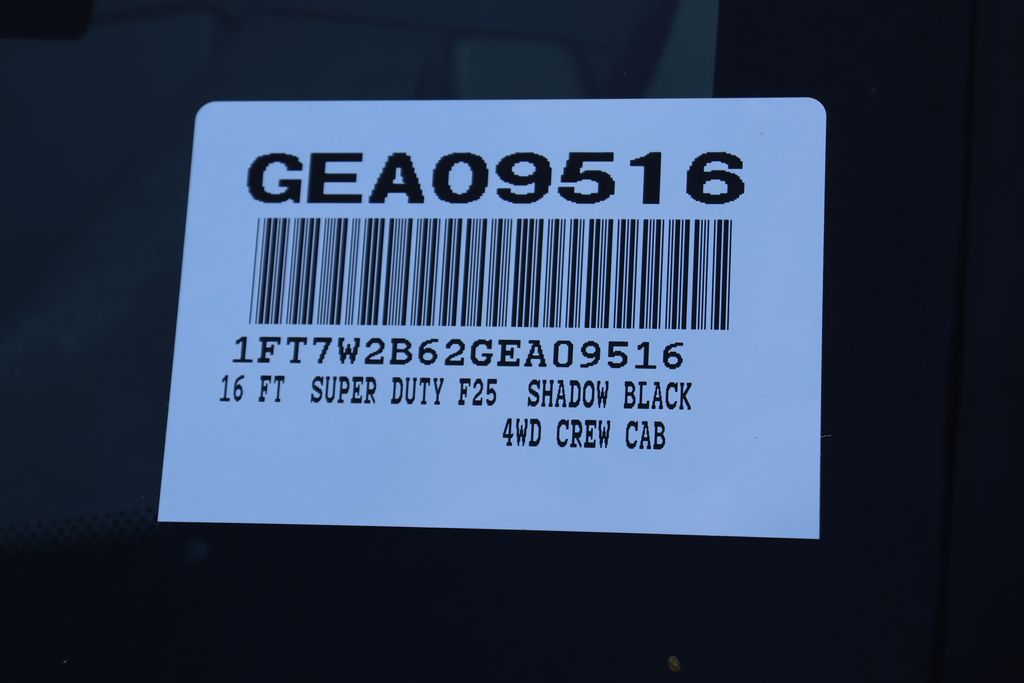 GEA09516
1FT7W2B62GEA09516
16 FT SUPER DUTY F25 SHADOW BLACK
4WD CREW CAB